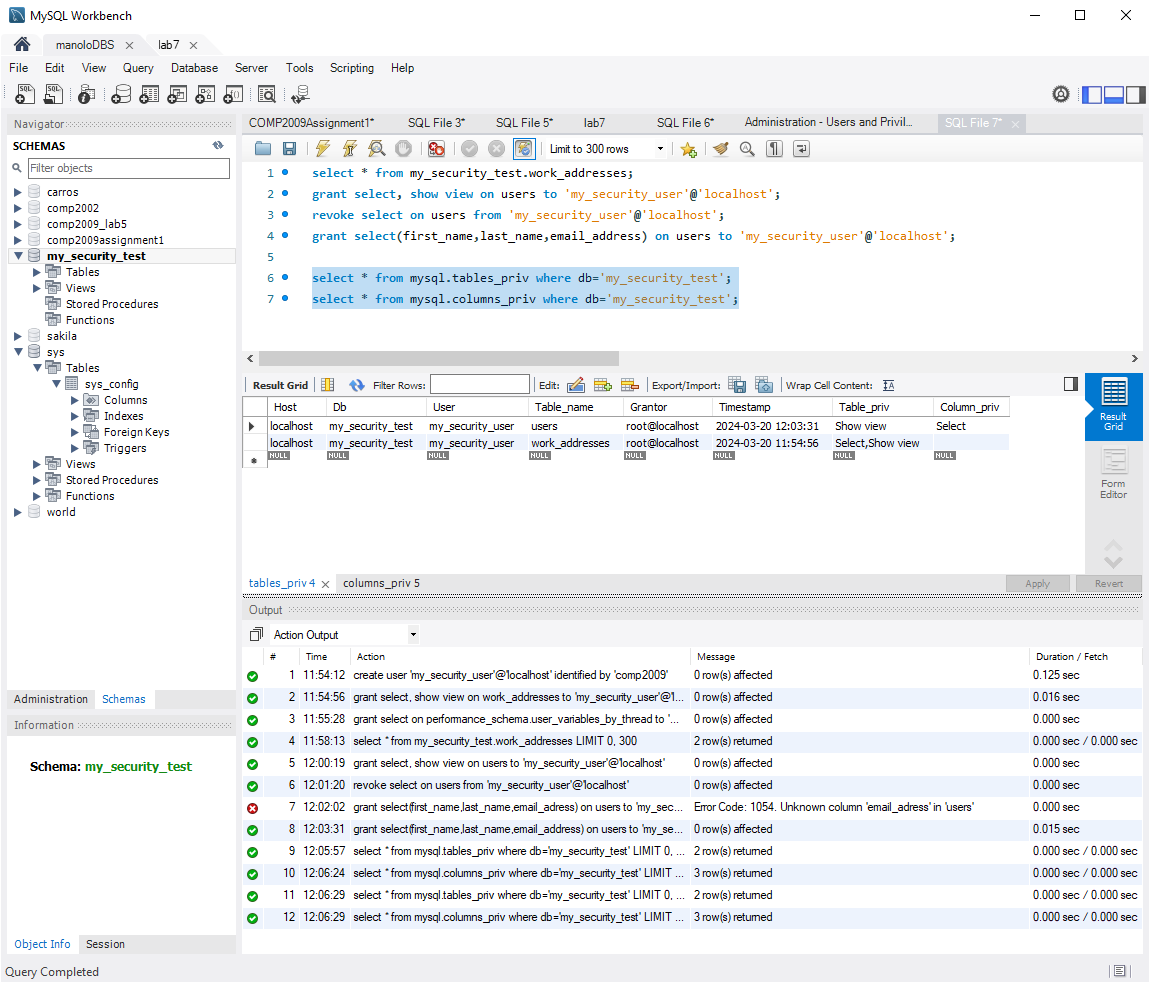 MySQL Workbench
manoloDBS lab7
File Edit View Query Database Server Tools Scripting Help
Navigator
SCHEMAS
Filter objects
carros
comp2002
comp2009_lab5
comp2009assignment1
my_security_test
Tables
Views
Stored Procedures
Functions
sakila
sys
Tables
sys_config
Columns
Indexes
Foreign Keys
Triggers
Views
Stored Procedures
Functions
world
Administration Schemas
Information
Schema: my_security_test
Object Info Session
COMP2009Assignment1* SQL File 3* SQL File 5* lab7 SQL File 6* Administration - Users and Privil... SQL File 7*
Limit to 300 rows
1 select * from my_security_test.work_addresses;
2 grant select, show view on users to 'my_security_user'@'localhost';
3 revoke select on users from 'my_security_user'@'localhost';
4 grant select(first_name,last_name,email_address) on users to 'my_security_user'@'localhost';
5
6 select * from mysql.tables_priv where db='my_security_test';
7 select * from mysql.columns_priv where db='my_security_test';
Result Grid Filter Rows: Edit: Export/Import: Wrap Cell Content:
Host Db User Table_name Grantor Timestamp Table_priv Column_priv
localhost my_security_test my_security_user users root@localhost 2024-03-20 12:03:31 Show view Select
localhost my_security_test my_security_user work_addresses root@localhost 2024-03-20 11:54:56 Select,Show view
NULL NULL NULL NULL NULL NULL NULL NULL
Result
Grid
Form
Editor
tables_priv 4 columns_priv 5 Apply Revert
Output
Action Output
# Time Action Message Duration / Fetch
1 11:54:12 create user 'my_security_user'@'localhost' identified by 'comp2009' 0 row(s) affected 0.125 sec
2 11:54:56 grant select, show view on work_addresses to 'my_security_user'@'l... 0 row(s) affected 0.016 sec
3 11:55:28 grant select on performance_schema.user_variables_by_thread to '... 0 row(s) affected 0.000 sec
4 11:58:13 select * from my_security_test.work_addresses LIMIT 0, 300 2 row(s) returned 0.000 sec / 0.000 sec
5 12:00:19 grant select, show view on users to 'my_security_user'@'localhost' 0 row(s) affected 0.000 sec
6 12:01:20 revoke select on users from 'my_security_user'@'localhost' 0 row(s) affected 0.000 sec
7 12:02:02 grant select(first_name,last_name,email_adress) on users to 'my_sec... Error Code: 1054. Unknown column 'email_adress' in 'users' 0.000 sec
8 12:03:31 grant select(first_name,last_name,email_address) on users to 'my_se... 0 row(s) affected 0.015 sec
9 12:05:57 select * from mysql.tables_priv where db='my_security_test' LIMIT 0, ... 2 row(s) returned 0.000 sec / 0.000 sec
10 12:06:24 select * from mysql.columns_priv where db='my_security_test' LIMIT ... 3 row(s) returned 0.000 sec / 0.000 sec
11 12:06:29 select * from mysql.tables_priv where db='my_security_test' LIMIT 0, ... 2 row(s) returned 0.000 sec / 0.000 sec
12 12:06:29 select * from mysql.columns_priv where db='my_security_test' LIMIT ... 3 row(s) returned 0.000 sec / 0.000 sec
Query Completed